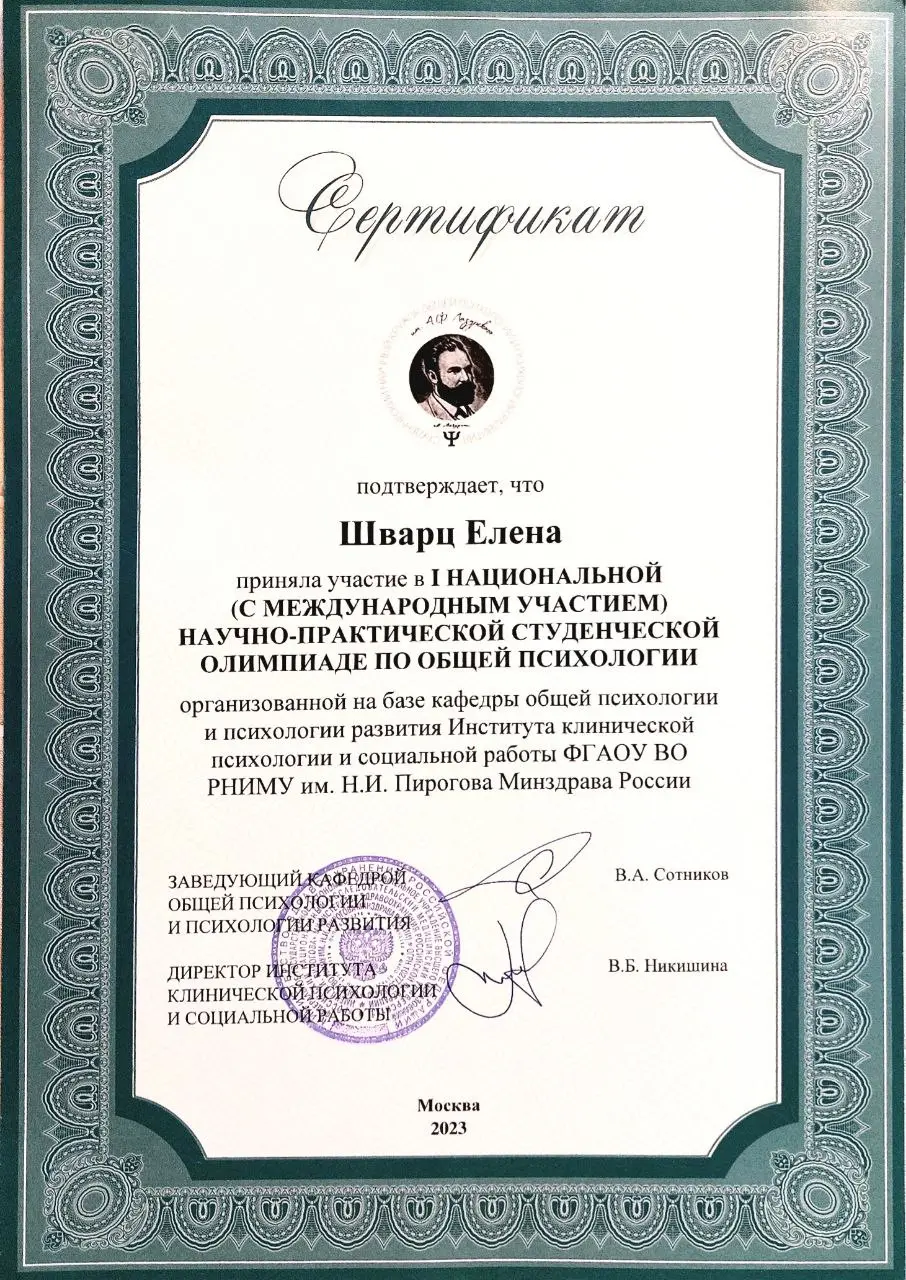 Сертификат
им. А.Ф. Лазурского
Ψ
подтверждает, что
Шварц Елена
приняла участие в I НАЦИОНАЛЬНОЙ
(С МЕЖДУНАРОДНЫМ УЧАСТИЕМ)
НАУЧНО-ПРАКТИЧЕСКОЙ СТУДЕНЧЕСКОЙ
ОЛИМПИАДЕ ПО ОБЩЕЙ ПСИХОЛОГИИ
организованной на базе кафедры общей психологии
и психологии развития Института клинической
психологии и социальной работы ФГАОУ ВО
РНИМУ им. Н.И. Пирогова Минздрава России
ЗАВЕДУЮЩИЙ КАФЕДРОЙ
ОБЩЕЙ ПСИХОЛОГИИ
И ПСИХОЛОГИИ РАЗВИТИЯ
В.А. Сотников
ДИРЕКТОР ИНСТИТУТА
КЛИНИЧЕСКОЙ ПСИХОЛОГИИ
И СОЦИАЛЬНОЙ РАБОТЫ
В.Б. Никишина
Москва
2023